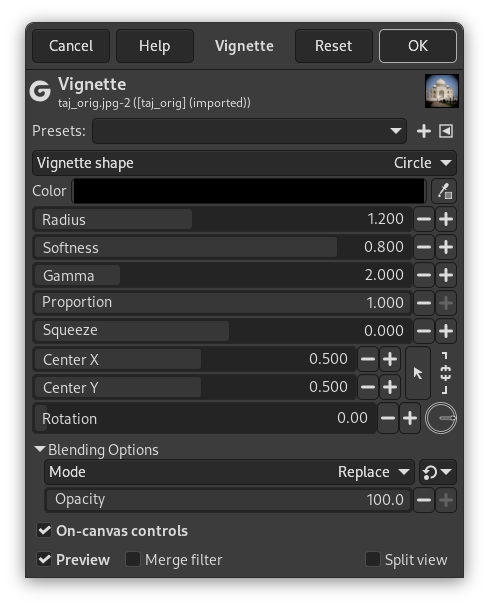 Cancel Help Vignette Reset OK
Vignette
taj_orig.jpg-2 ([taj_orig] (imported))
Presets:
Vignette shape Circle
Color
Radius 1.200
Softness 0.800
Gamma 2.000
Proportion 1.000
Squeeze 0.000
Center X 0.500
Center Y 0.500
Rotation 0.00
Blending Options
Mode Replace
Opacity 100.0
On-canvas controls
Preview Merge filter Split view